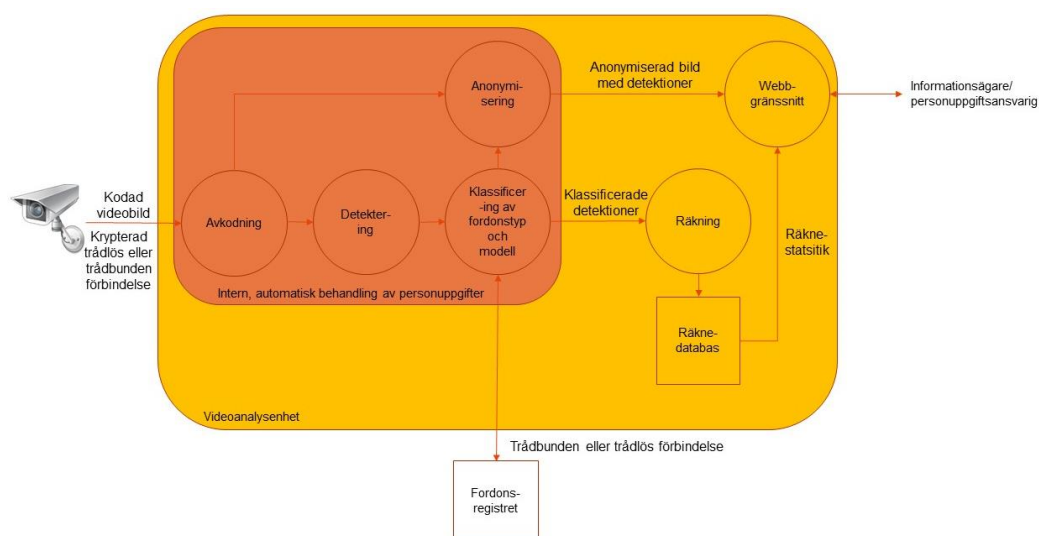 Anonymi-
sering
Anonymiserad bild
med detektioner
Webb-
gränssnitt
Informationsägare/
personuppgiftsansvarig
Kodad
videobild
Krypterad
trådlös eller
trådbunden
förbindelse
Avkodning
Detekter-
ing
Klassificer
-ing av
fordonstyp
och
modell
Klassificerade
detektioner
Räkning
Räkne-
statsitik
Intern, automatisk behandling av personuppgifter
Räkne-
databas
Videoanalysenhet
Trådbunden eller trådlös förbindelse
Fordons-
registret